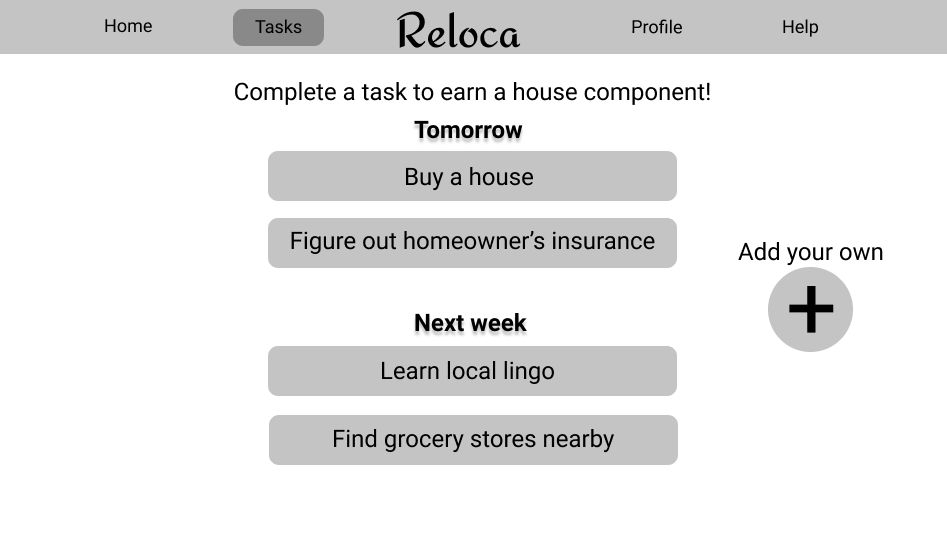 Home
Tasks
Reloca
Profile
Help
Complete a task to earn a house component!
Tomorrow
Buy a house
Figure out homeowner’s insurance
Add your own
Next week
Learn local lingo
Find grocery stores nearby